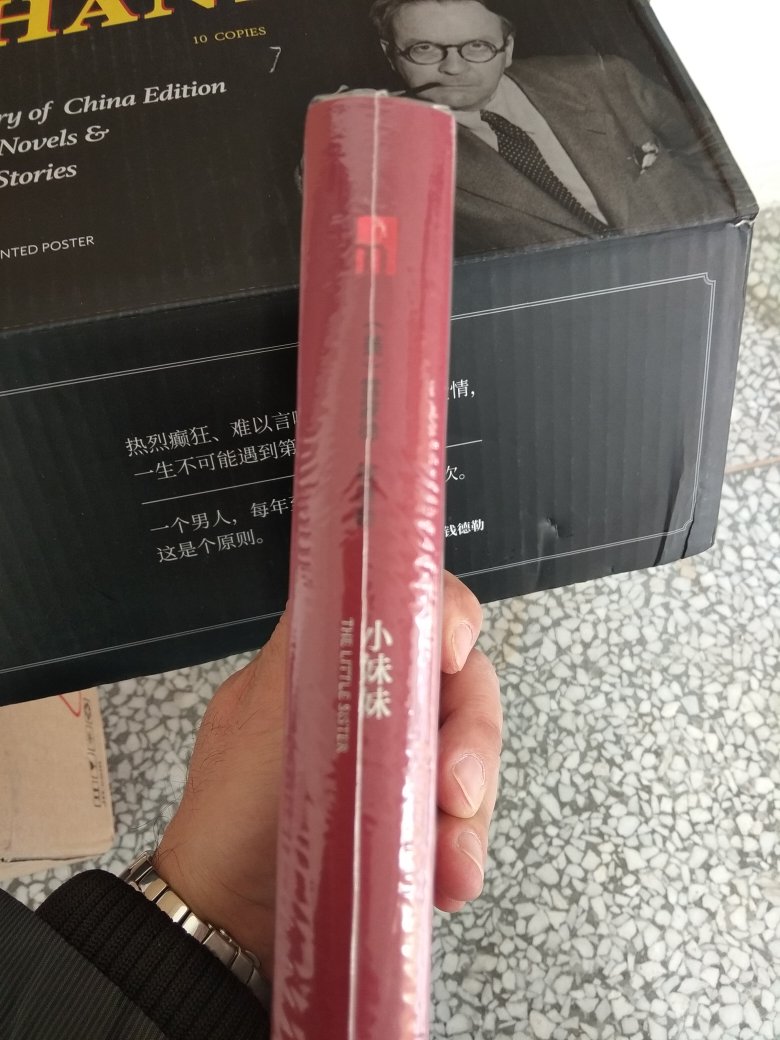 HAN
10 COPIES
7
ry of China Edition
Novels &
Stories
NTED POSTER
热烈癫狂、难以言
情，
一生不可能遇到第
次。
一个男人，每年
这是个原则。
钱德勒
m
小妹妹
THE LITTLE SISTER